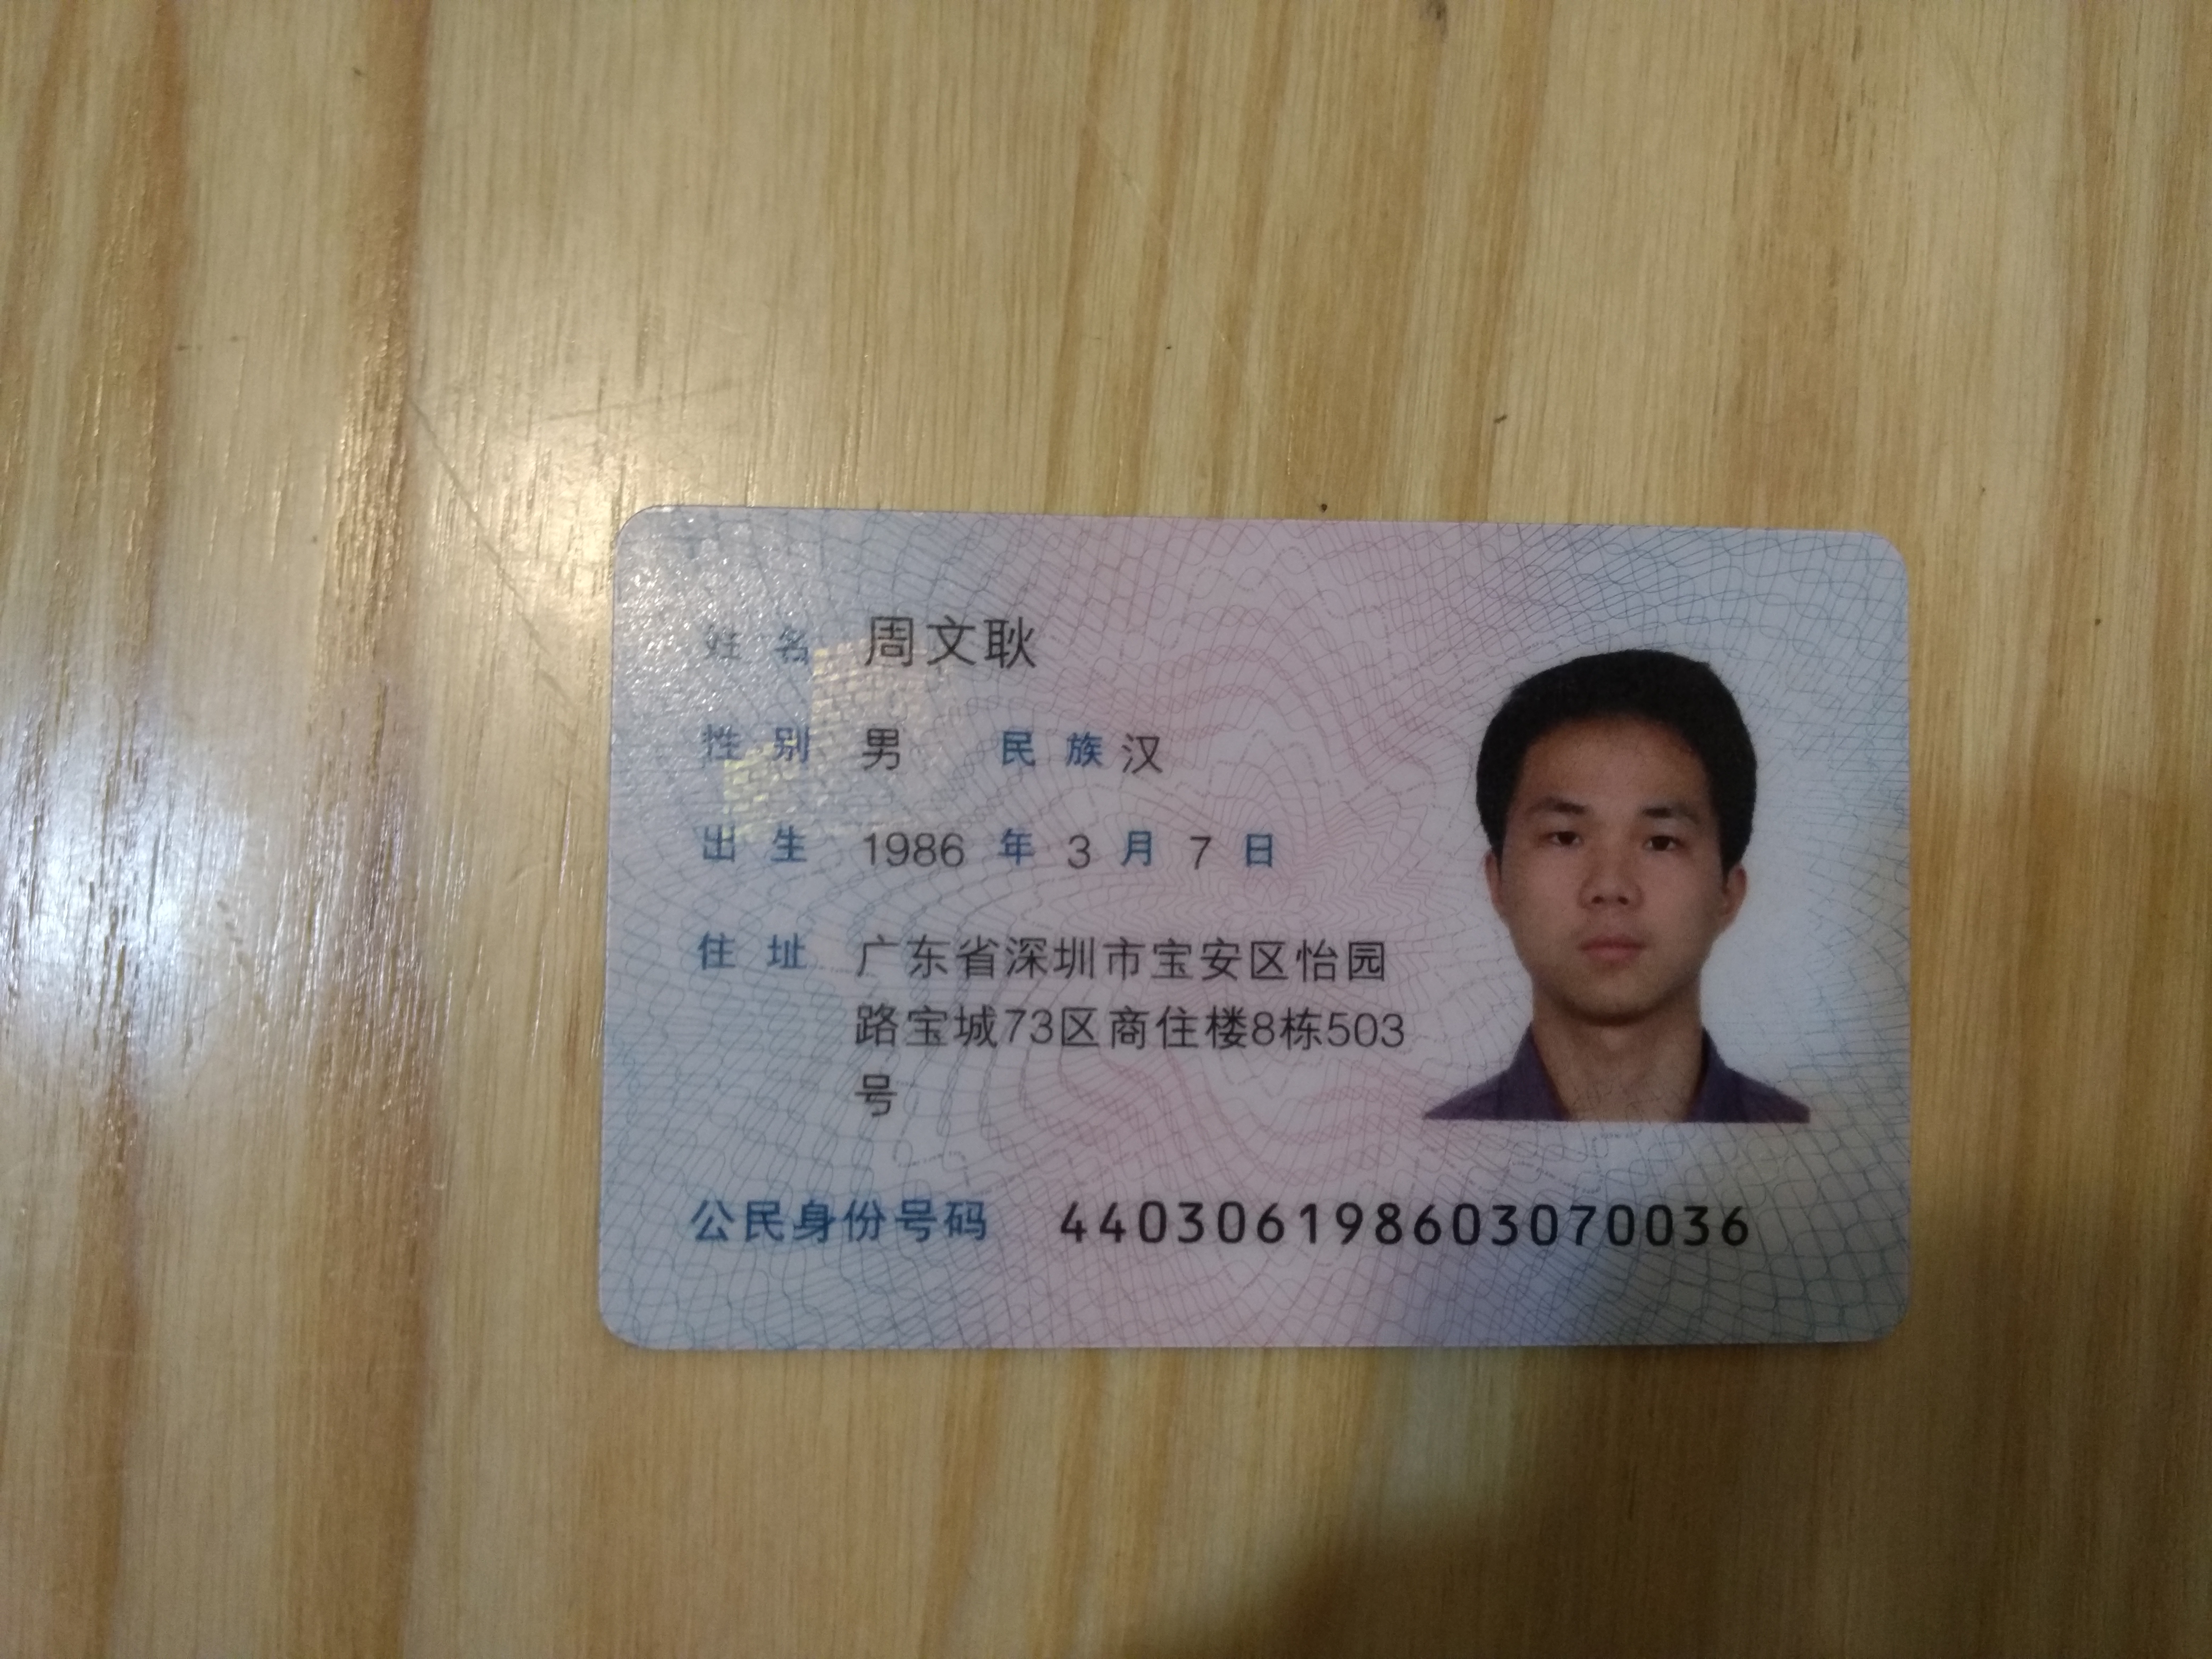 姓名 周文耿
性别 男 民族 汉
出生 1986 年 3 月 7 日
住址 广东省深圳市宝安区怡园
路宝城73区商住楼8栋503
号
公民身份号码 440306198603070036